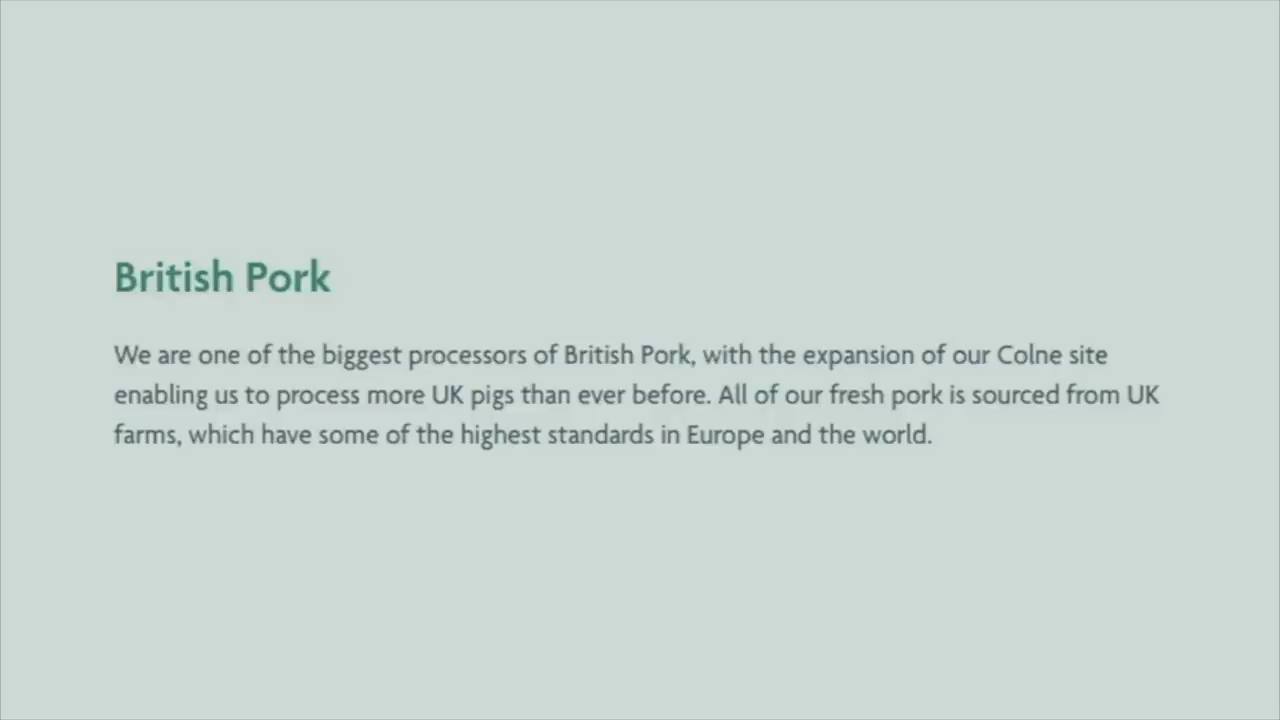 British Pork
We are one of the biggest processors of British Pork, with the expansion of our Colne site
enabling us to process more UK pigs than ever before. All of our fresh pork is sourced from UK
farms, which have some of the highest standards in Europe and the world.